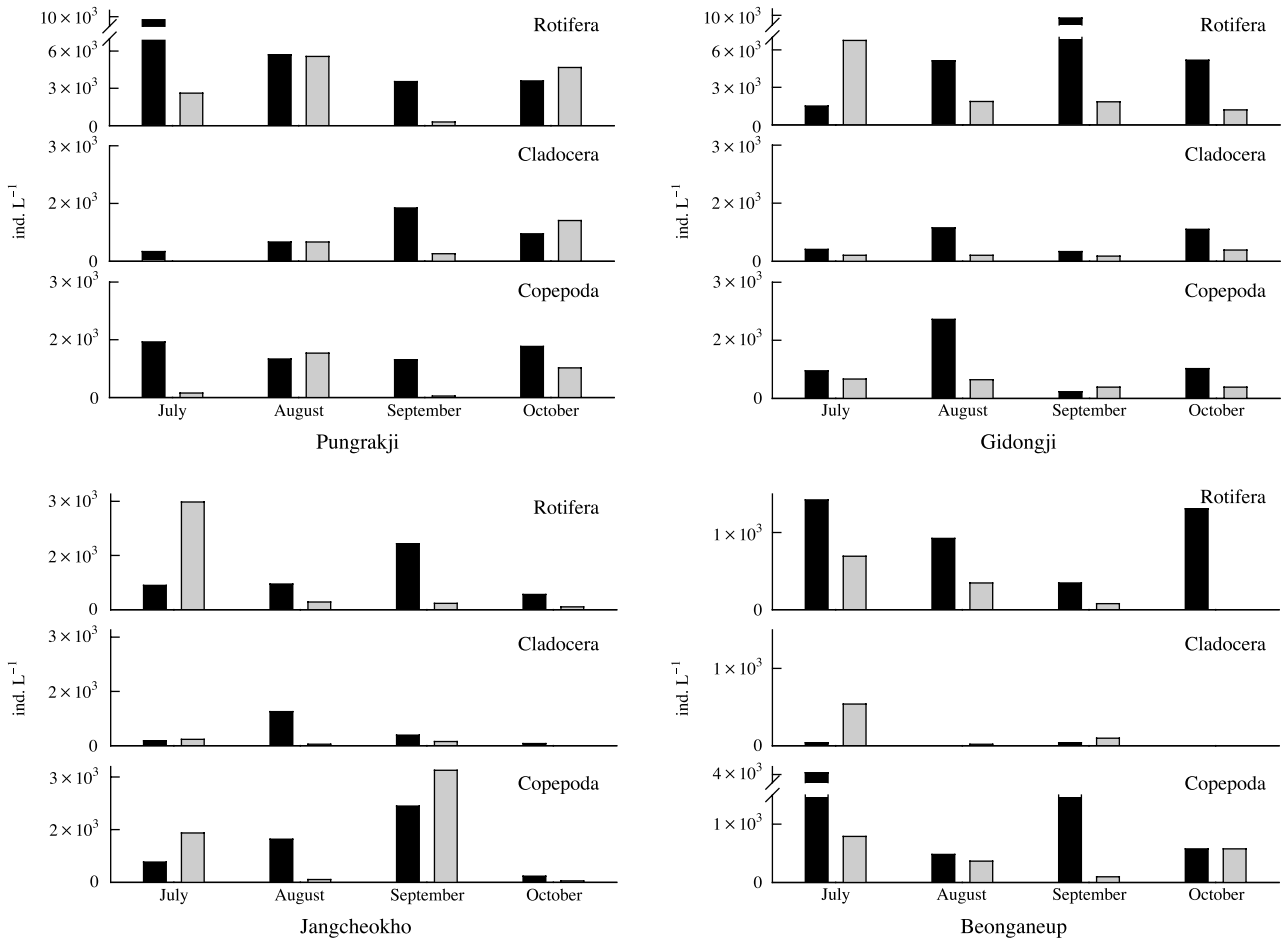 10 × 10³
Rotifera
6 × 10³
3 × 10³
0
3 × 10³
Cladocera
2 × 10³
0
3 × 10³
Copepoda
2 × 10³
0
ind. L⁻¹
July August September October
Pungrakji
10 × 10³
Rotifera
6 × 10³
3 × 10³
0
3 × 10³
Cladocera
2 × 10³
0
3 × 10³
Copepoda
2 × 10³
0
ind. L⁻¹
July August September October
Gidongji
3 × 10³
Rotifera
2 × 10³
0
3 × 10³
Cladocera
2 × 10³
0
3 × 10³
Copepoda
2 × 10³
0
ind. L⁻¹
July August September October
Jangcheokho
Rotifera
1 × 10³
0
Cladocera
1 × 10³
0
4 × 10³
Copepoda
1 × 10³
0
ind. L⁻¹
July August September October
Beonganeup